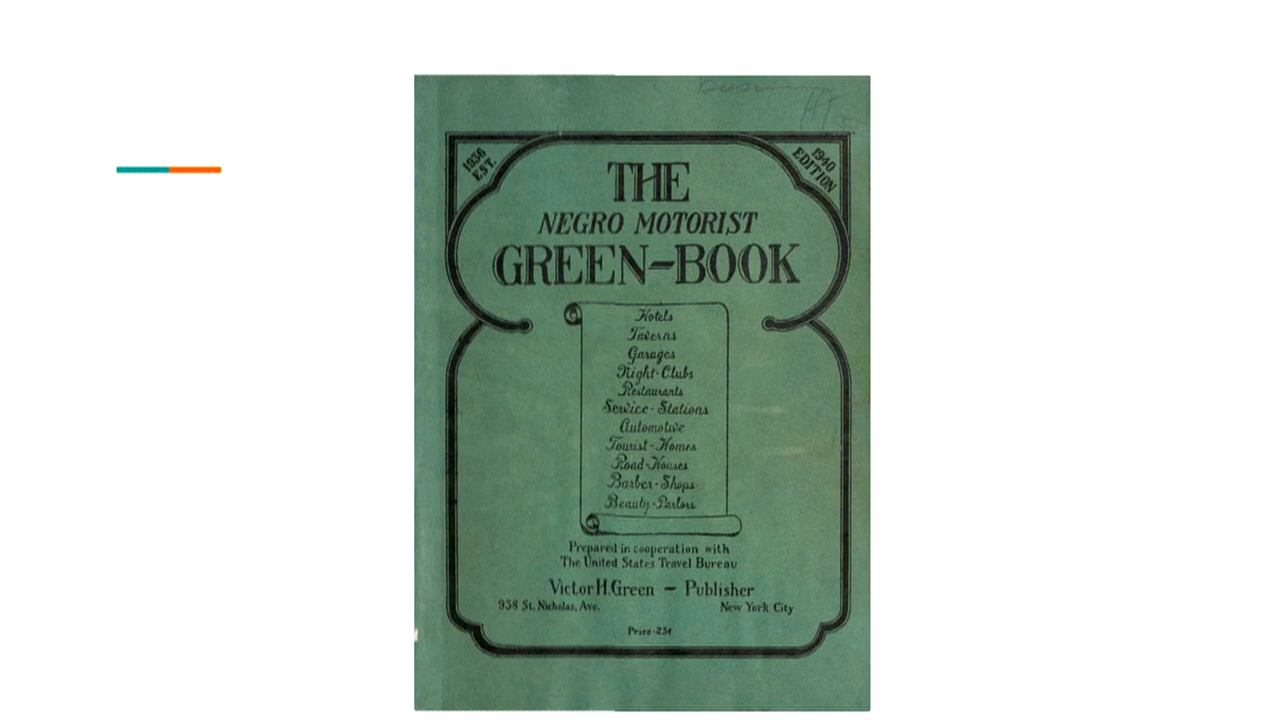 1936
EST.
1940
EDITION
THE
NEGRO MOTORIST
GREEN-BOOK
Hotels
Taverns
Garages
Night-Clubs
Restaurants
Service-Stations
Automotive
Tourist-Homes
Road-Houses
Barber-Shops
Beauty-Parlors
Prepared in cooperation with
The United States Travel Bureau
Victor H. Green - Publisher
938 St. Nicholas, Ave.
New York City
Price-25¢